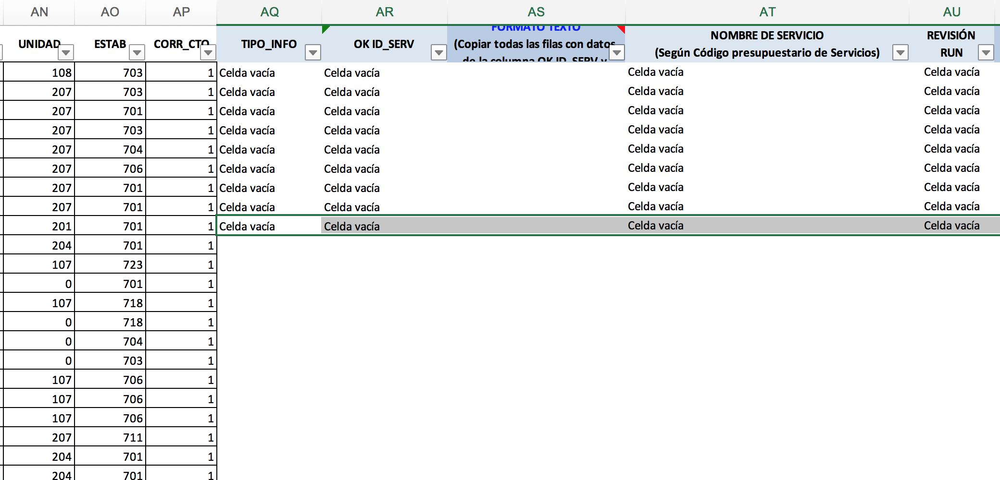 AN AO AP AQ AR AS AT AU
UNIDAD ESTAB CORR_CTO TIPO_INFO OK ID_SERV FORMATO TEXTO
(Copiar todas las filas con datos
de la columna OK ID_SERV y
NOMBRE DE SERVICIO
(Según Código presupuestario de Servicios)
REVISIÓN
RUN
108 703 1 Celda vacía Celda vacía Celda vacía Celda vacía
207 703 1 Celda vacía Celda vacía Celda vacía Celda vacía
207 701 1 Celda vacía Celda vacía Celda vacía Celda vacía
207 703 1 Celda vacía Celda vacía Celda vacía Celda vacía
207 704 1 Celda vacía Celda vacía Celda vacía Celda vacía
207 706 1 Celda vacía Celda vacía Celda vacía Celda vacía
207 701 1 Celda vacía Celda vacía Celda vacía Celda vacía
207 701 1 Celda vacía Celda vacía Celda vacía Celda vacía
201 701 1 Celda vacía Celda vacía Celda vacía Celda vacía
204 701 1
107 723 1
0 701 1
107 718 1
0 718 1
0 704 1
0 703 1
107 706 1
107 706 1
107 706 1
207 711 1
204 701 1
204 701 1